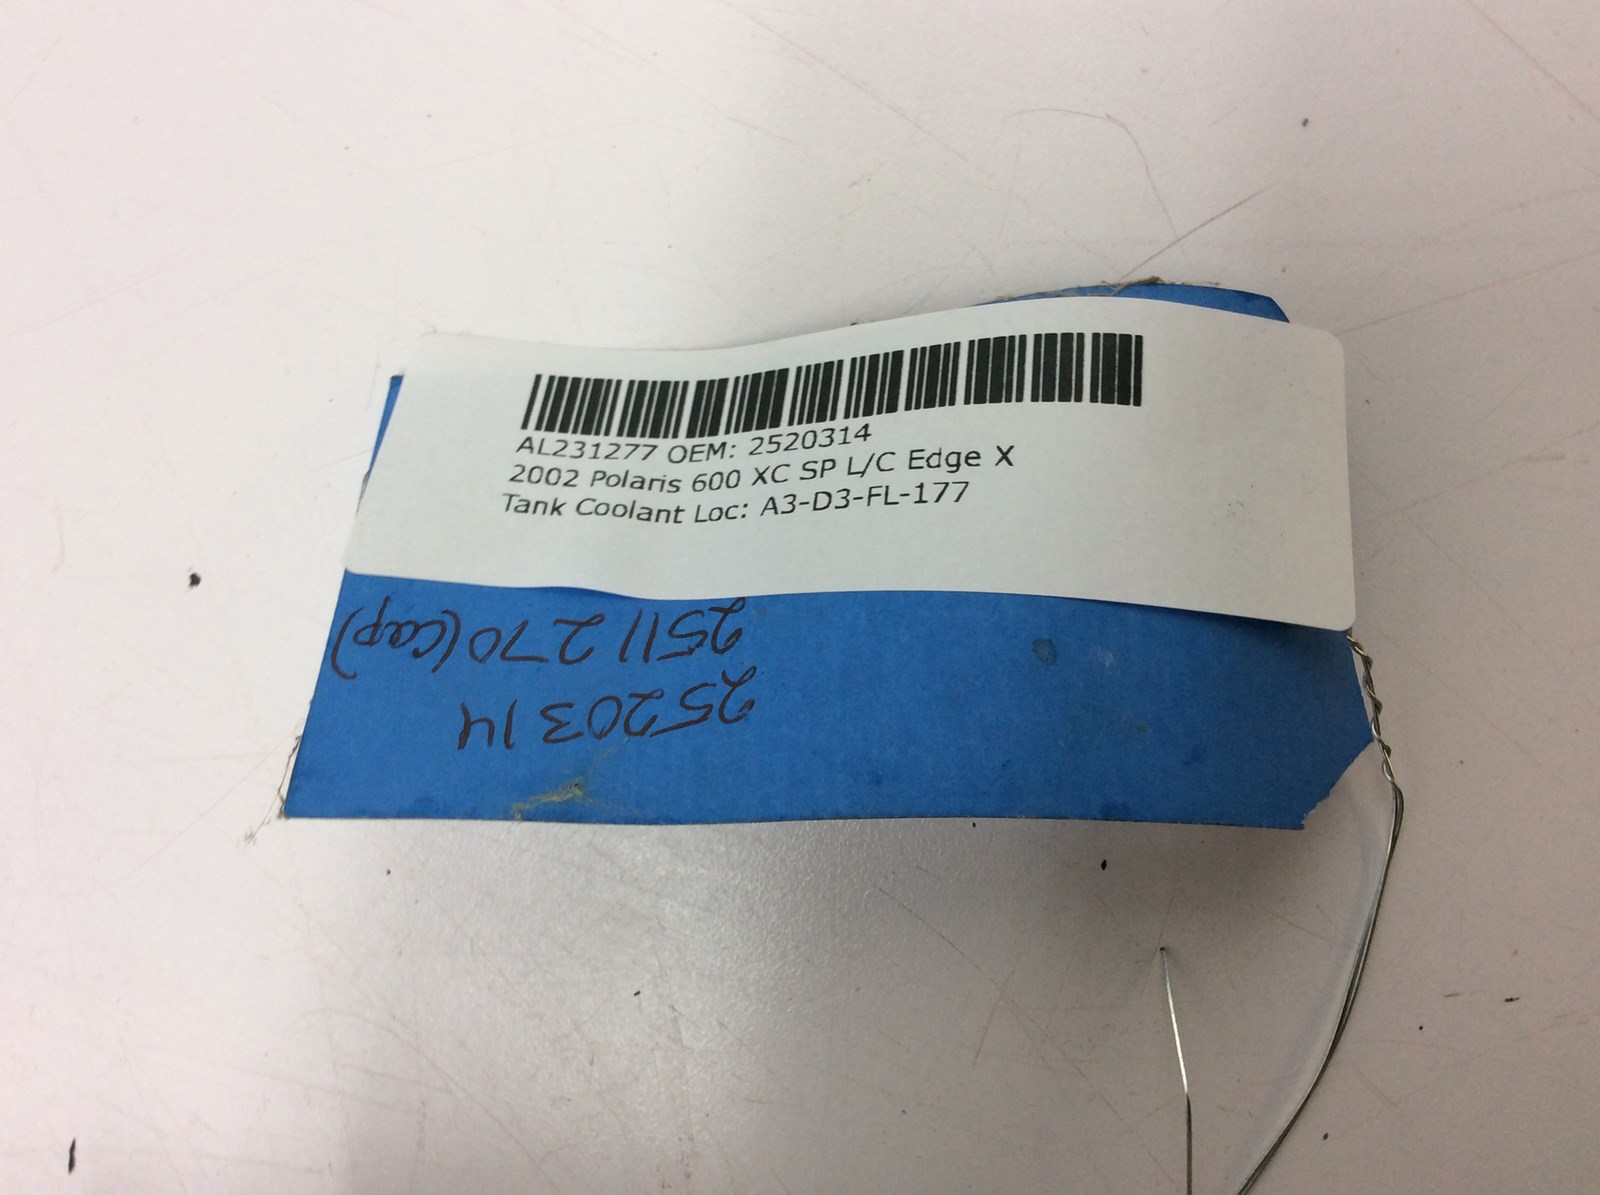 AL231277 OEM: 2520314
2002 Polaris 600 XC SP L/C Edge X
Tank Coolant Loc: A3-D3-FL-177
2520314
2511270 (cap)